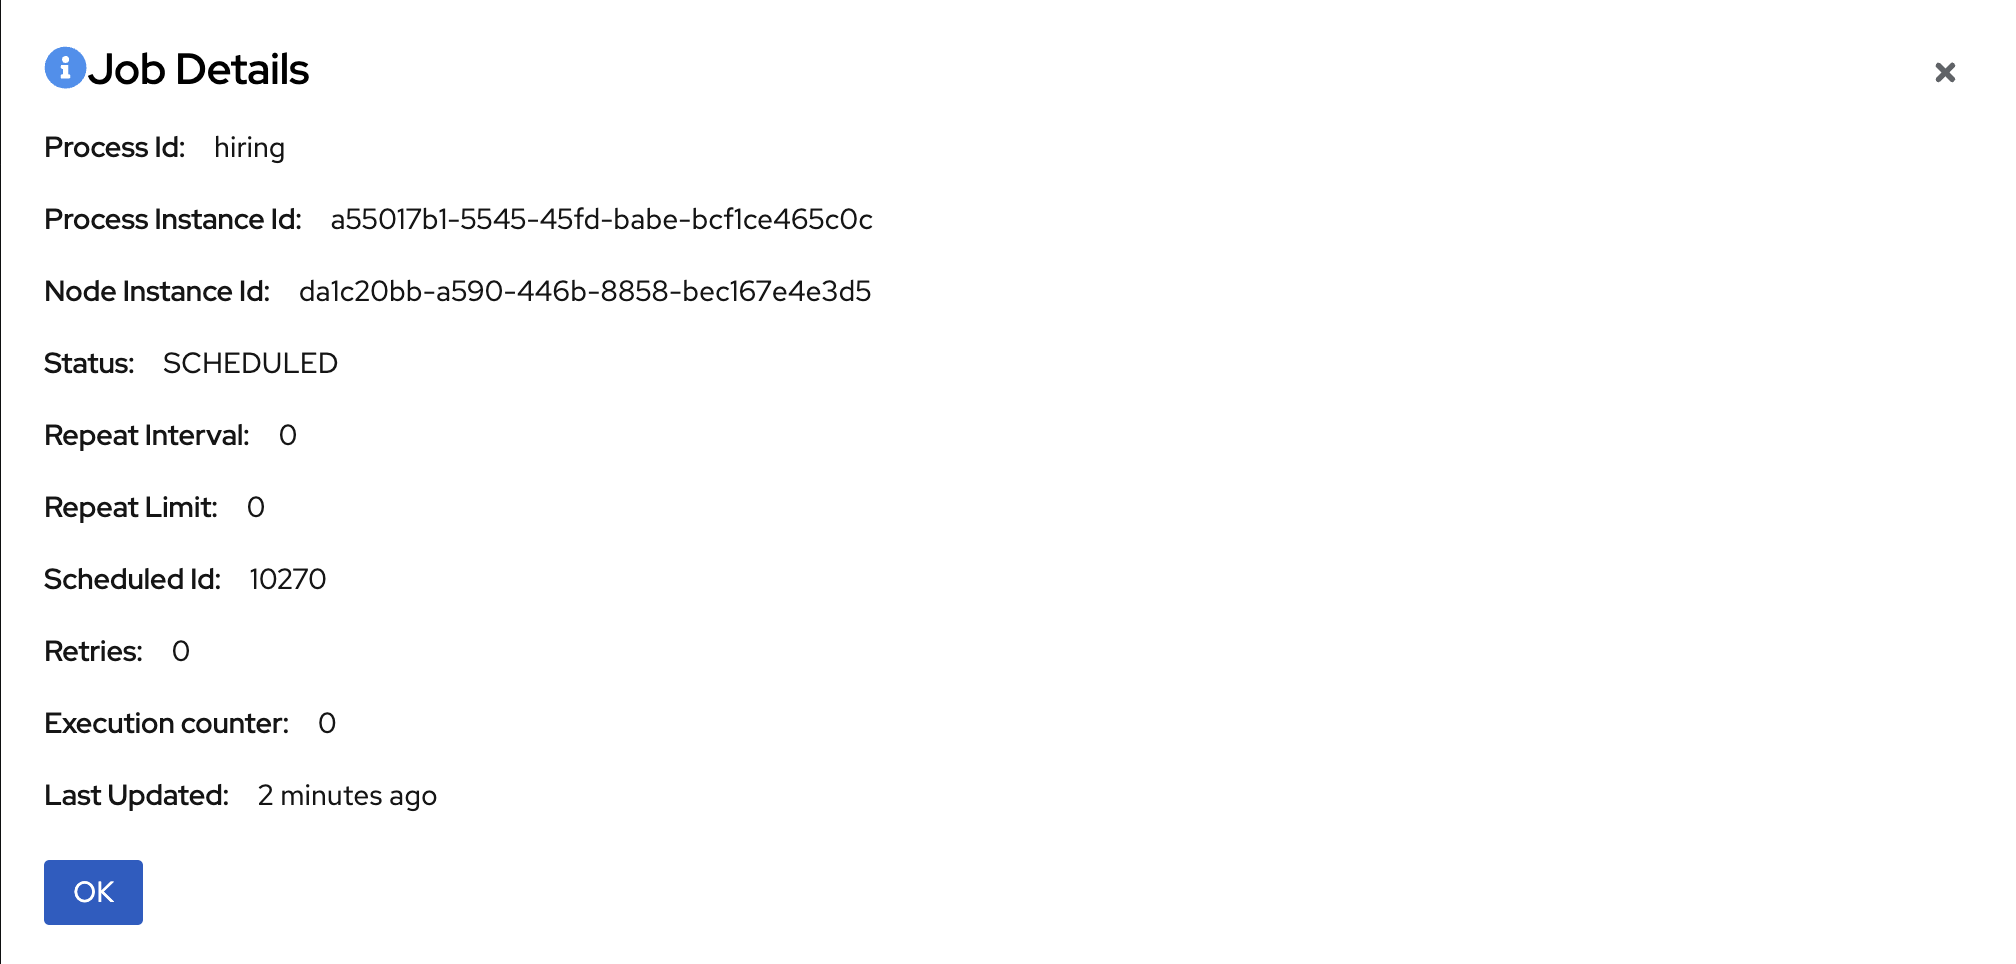 Job Details
Process Id: hiring
Process Instance Id: a55017b1-5545-45fd-babe-bcf1ce465c0c
Node Instance Id: da1c20bb-a590-446b-8858-bec167e4e3d5
Status: SCHEDULED
Repeat Interval: 0
Repeat Limit: 0
Scheduled Id: 10270
Retries: 0
Execution counter: 0
Last Updated: 2 minutes ago
OK